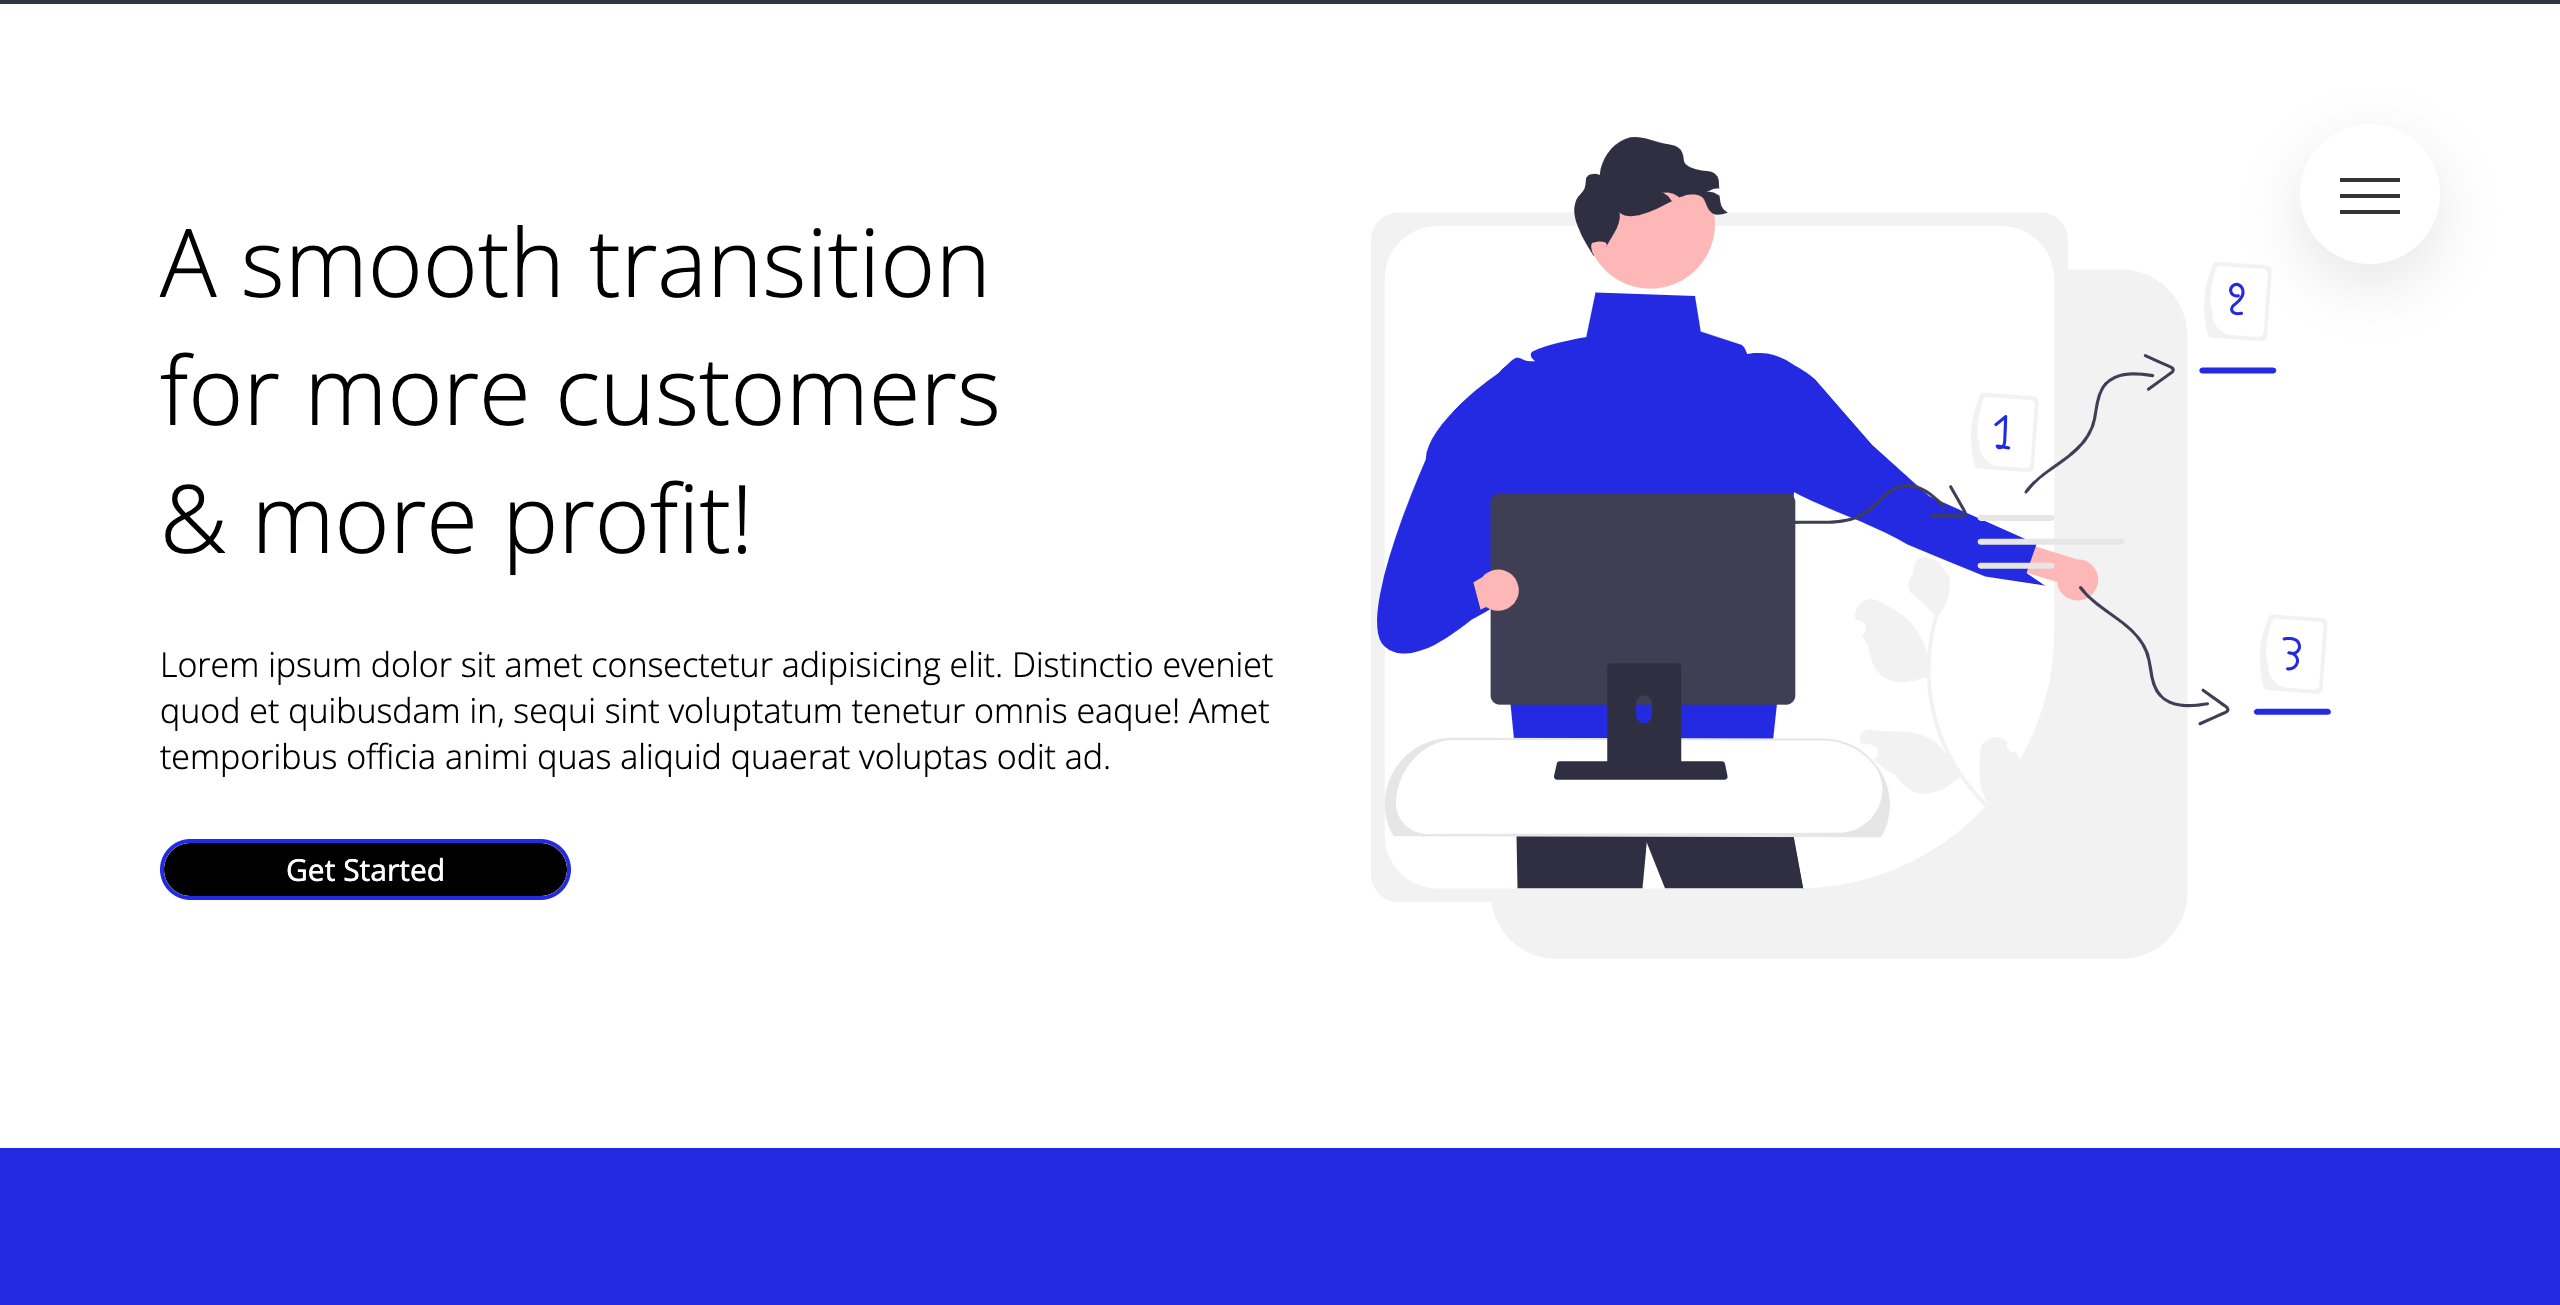 A smooth transition
for more customers
& more profit!
Lorem ipsum dolor sit amet consectetur adipisicing elit. Distinctio eveniet
quod et quibusdam in, sequi sint voluptatum tenetur omnis eaque! Amet
temporibus officia animi quas aliquid quaerat voluptas odit ad.
Get Started
1
2
3